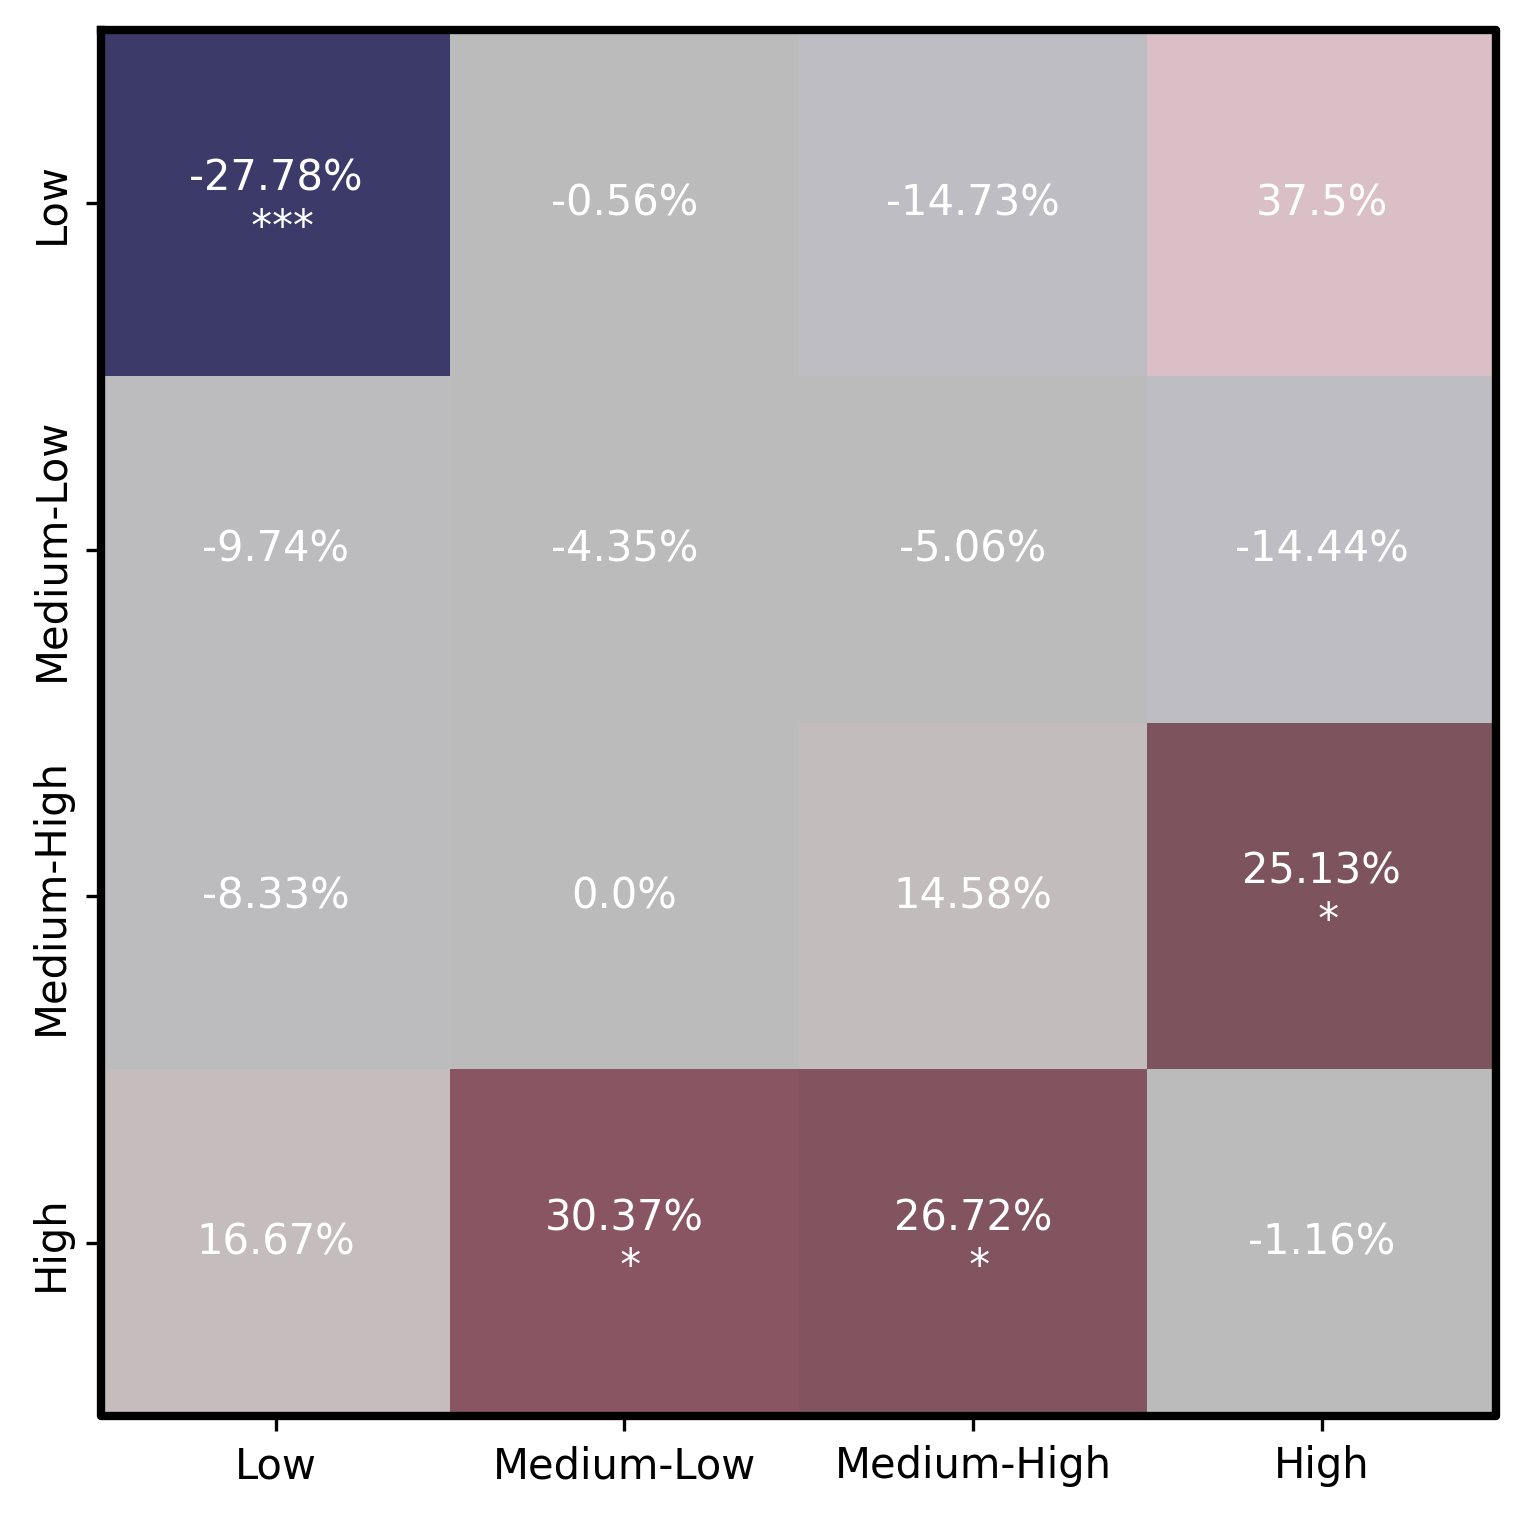 Low
-27.78%
***
-0.56%
-14.73%
37.5%
Medium-Low
-9.74%
-4.35%
-5.06%
-14.44%
Medium-High
-8.33%
0.0%
14.58%
25.13%
*
High
16.67%
30.37%
*
26.72%
*
-1.16%
Low
Medium-Low
Medium-High
High